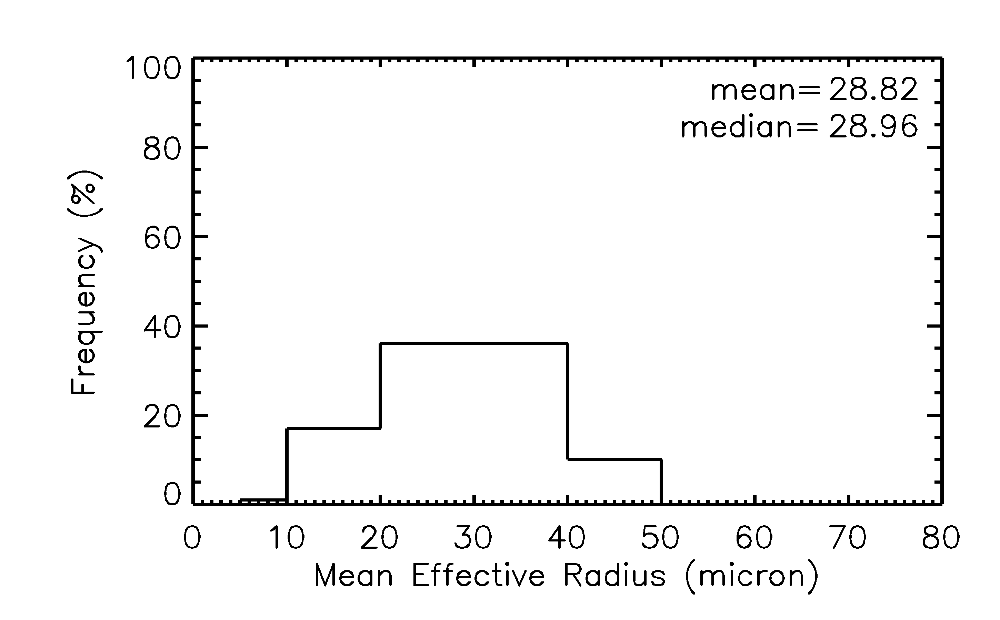 100
80
60
40
20
0
Frequency (%)
mean= 28.82
median= 28.96
0 10 20 30 40 50 60 70 80
Mean Effective Radius (micron)